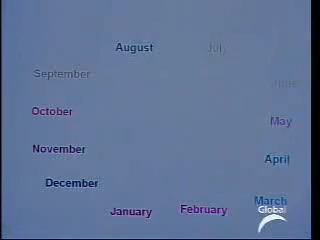 August
July
September
June
October
May
November
April
December
January
February
March
Global